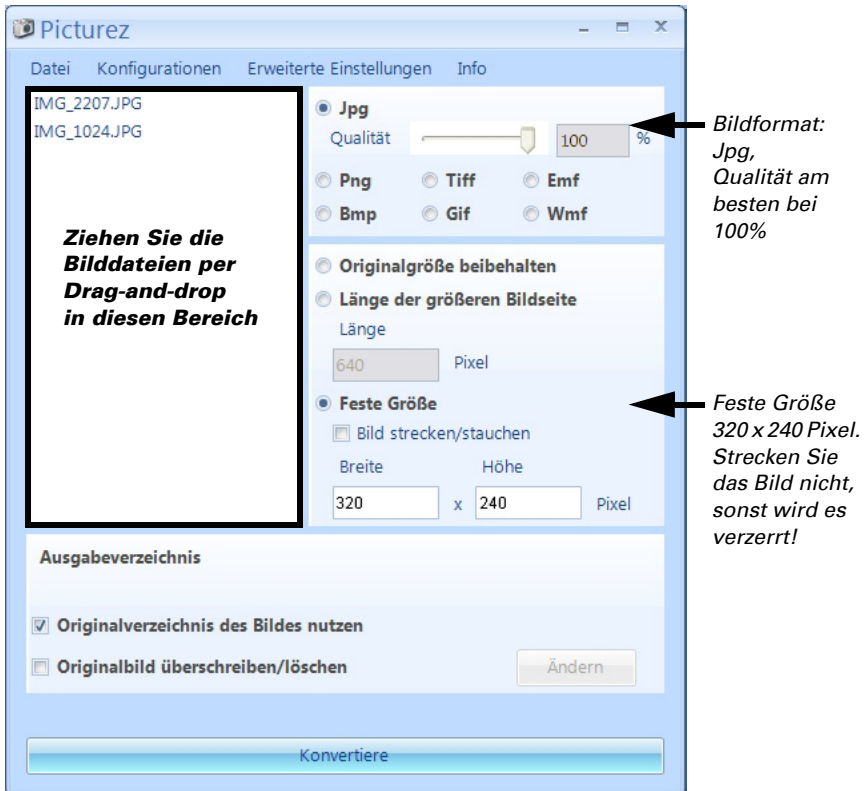 Picturez
Datei Konfigurationen Erweiterte Einstellungen Info
IMG_2207.JPG
IMG_1024.JPG
Ziehen Sie die
Bilddateien per
Drag-and-drop
in diesen Bereich
Jpg
Qualität 100 %
Png Tiff Emf
Bmp Gif Wmf
Bildformat:
Jpg,
Qualität am
besten bei
100%
Originalgröße beibehalten
Länge der größeren Bildseite
Länge
640 Pixel
Feste Größe
Bild strecken/stauchen
Breite Höhe
320 x 240 Pixel
Feste Größe
320 x 240 Pixel.
Strecken Sie
das Bild nicht,
sonst wird es
verzerrt!
Ausgabeverzeichnis
Originalverzeichnis des Bildes nutzen
Originalbild überschreiben/löschen
Ändern
Konvertiere